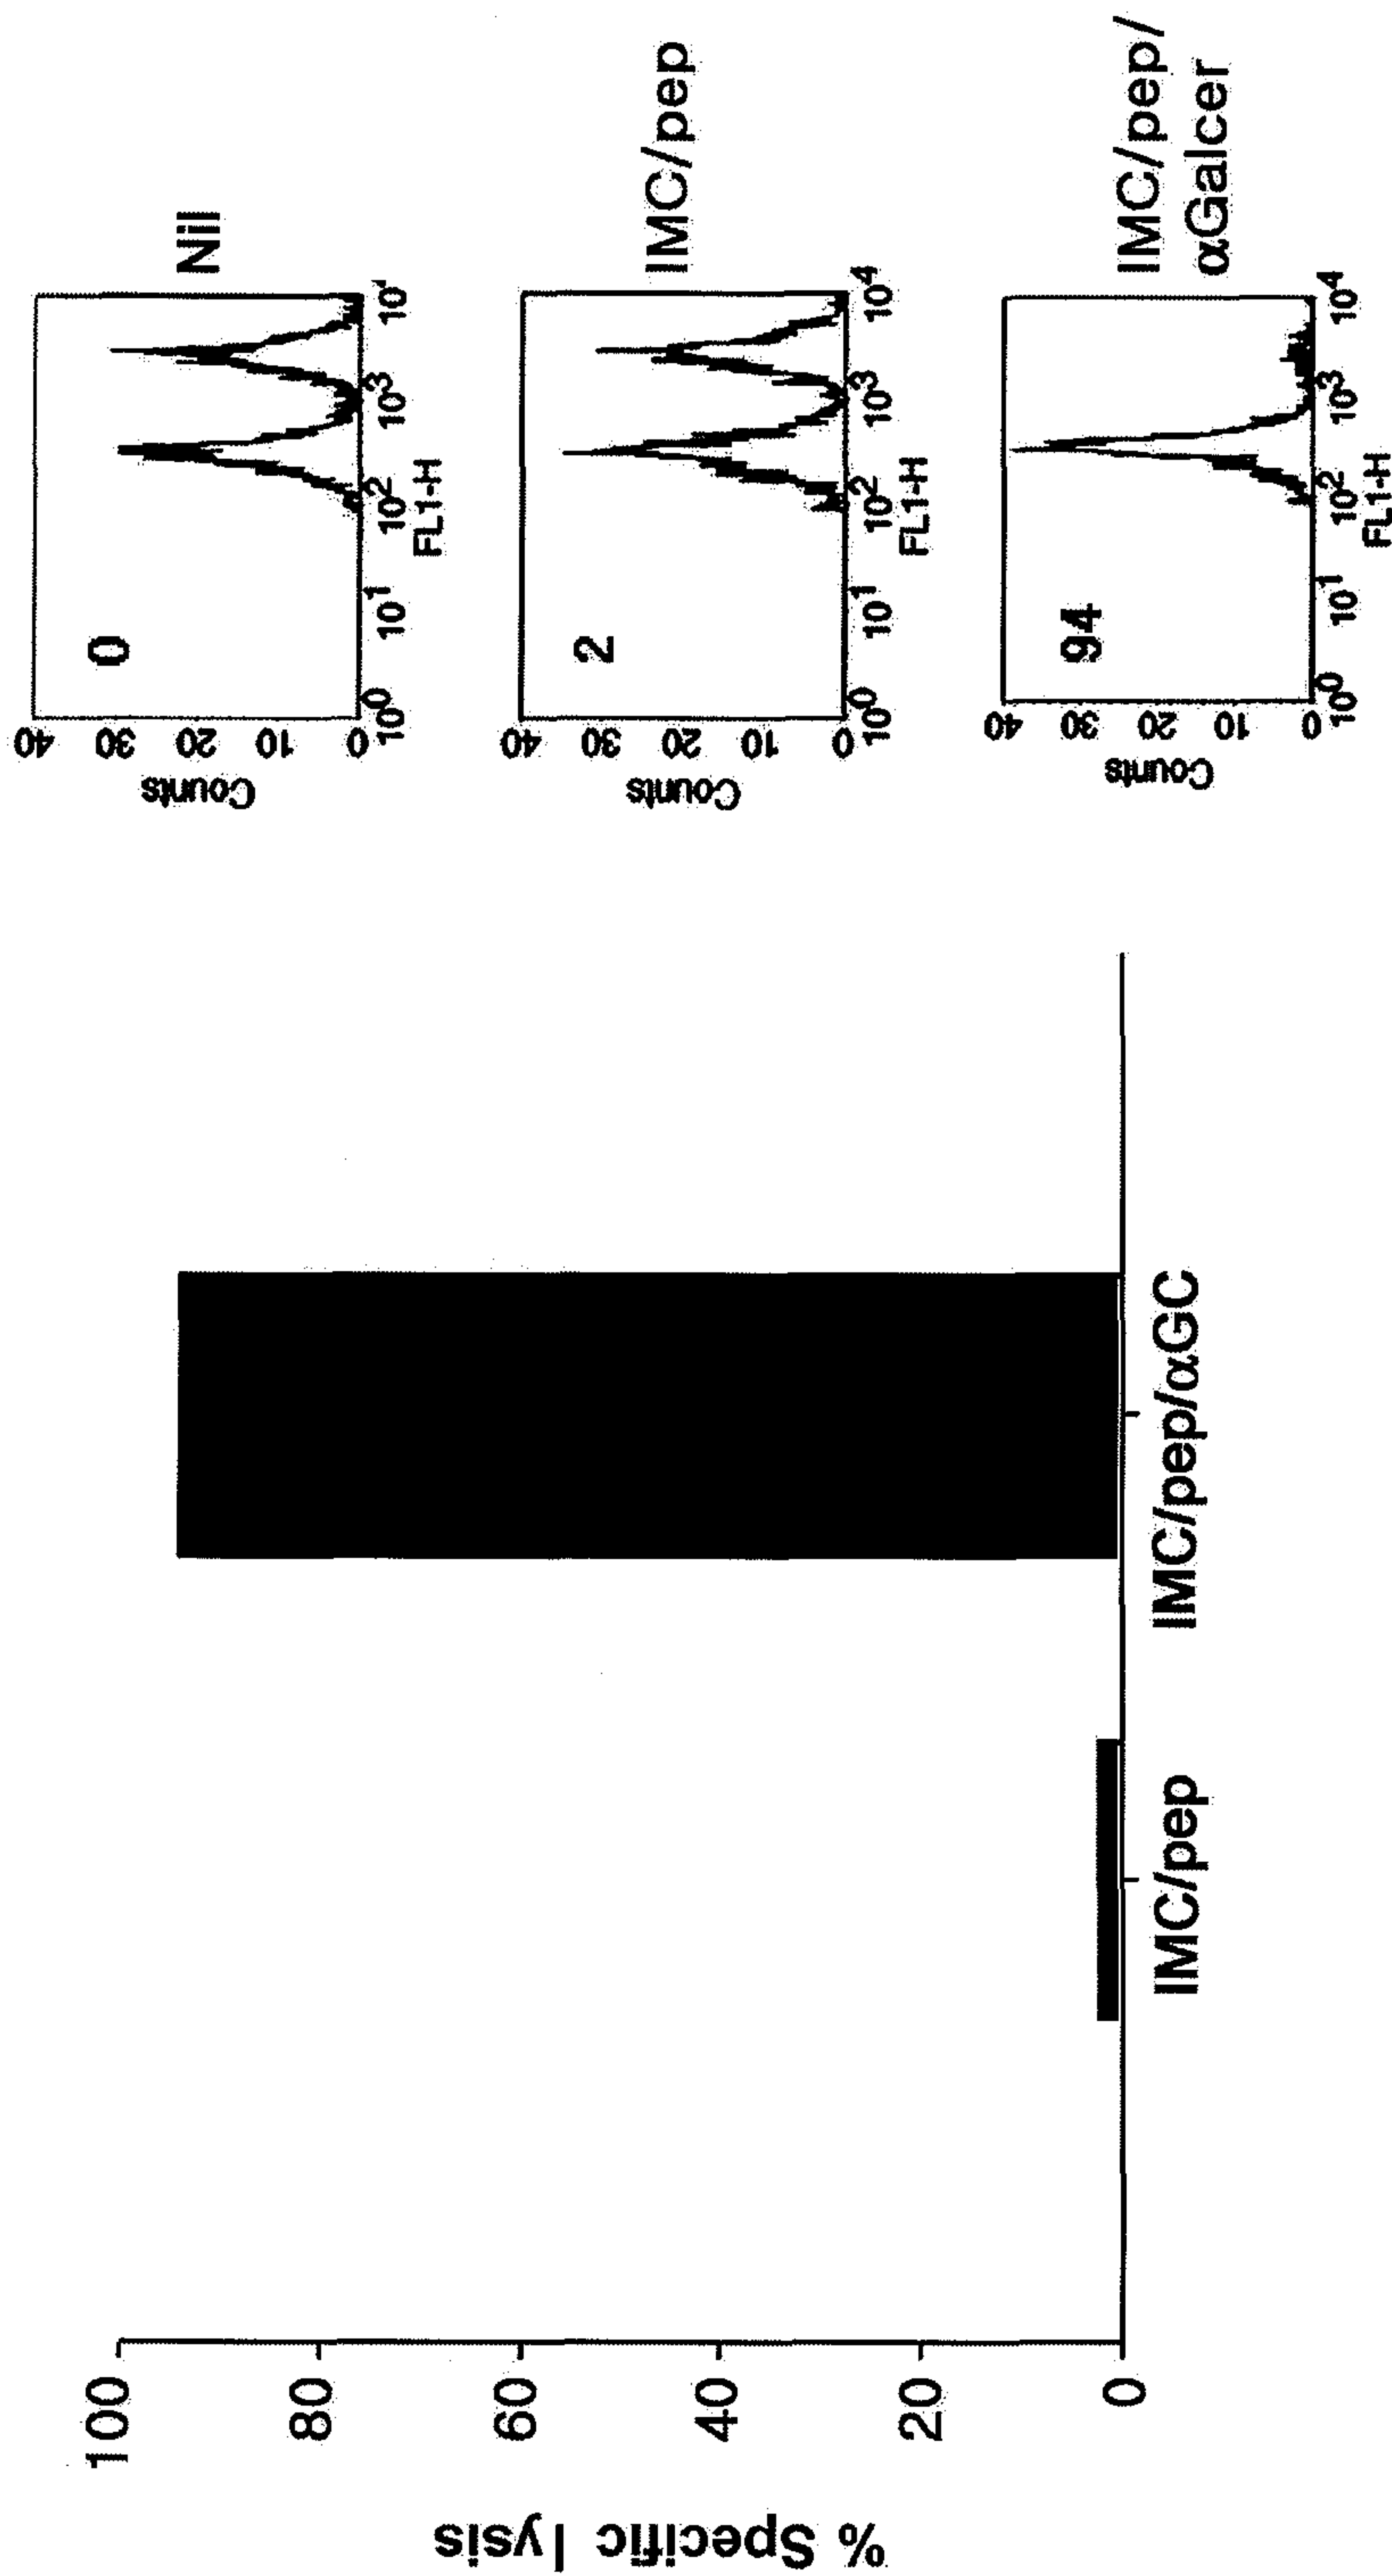 % Specific lysis
100
80
60
40
20
0
IMC/pep
IMC/pep/αGC
Counts
40
30
20
10
0
0
10⁰
10¹
10²
10³
FL1-H
Nil
Counts
40
30
20
10
0
2
10⁰
10¹
10²
10³
10⁴
FL1-H
IMC/pep
Counts
40
30
20
10
0
94
10⁰
10¹
10²
10³
10⁴
FL1-H
IMC/pep/
αGalcer